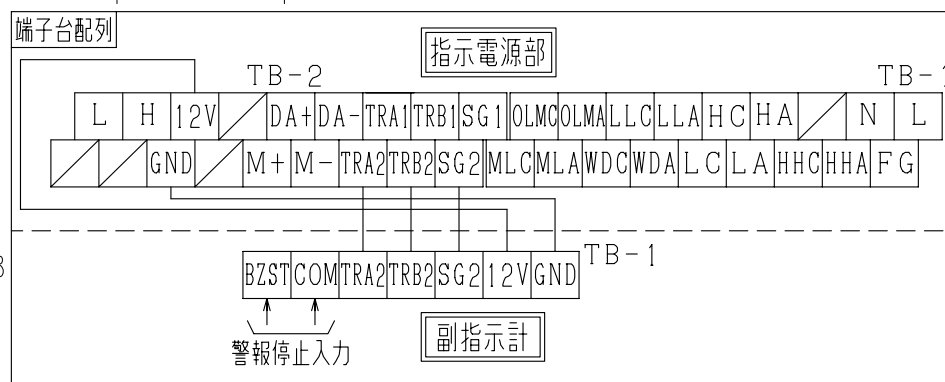 端子台配列
指示電源部
TB-2 TB-1
L H 12V DA+ DA- TRA1 TRB1 SG1 OLMC OLMA LLC LLA HC HA N L
GND M+ M- TRA2 TRB2 SG2 MLC MLA WDC WDA LC LA HHC HHA FG
TB-1
BZST COM TRA2 TRB2 SG2 12V GND
警報停止入力
副指示計